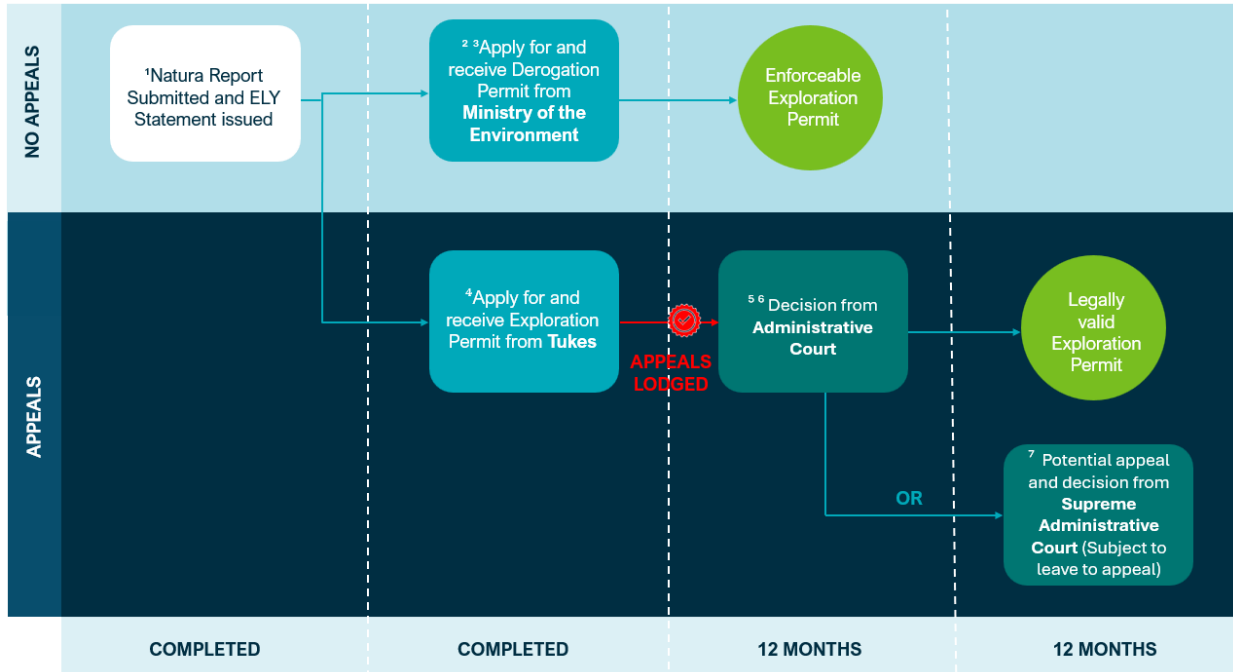 NO APPEALS
¹Natura Report
Submitted and ELY
Statement issued
² ³Apply for and
receive Derogation
Permit from
Ministry of the
Environment
Enforceable
Exploration
Permit
APPEALS
⁴Apply for and
receive Exploration
Permit from Tukes
APPEALS
LODGED
⁵ ⁶ Decision from
Administrative
Court
Legally
valid
Exploration
Permit
OR
⁷ Potential appeal
and decision from
Supreme
Administrative
Court (Subject to
leave to appeal)
COMPLETED
COMPLETED
12 MONTHS
12 MONTHS